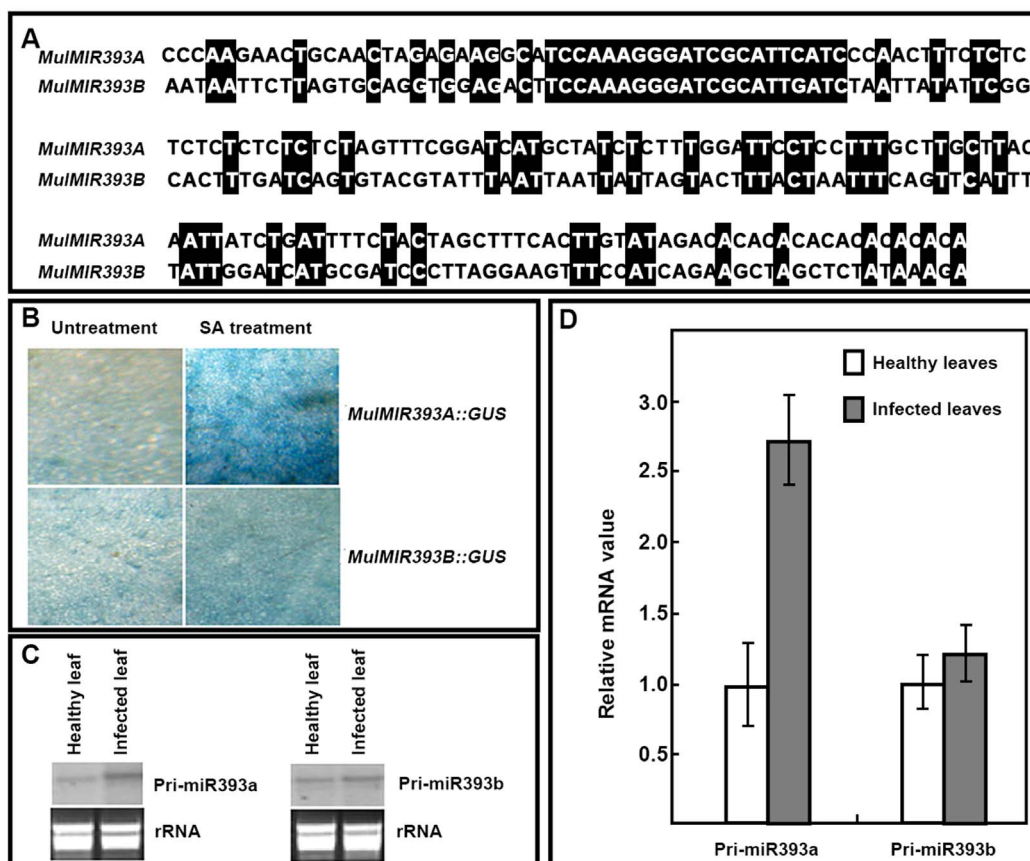 A
MulMIR393A CCCAAGAACTGCAACTAGAGAAGGCATCCAAAGGGATCGCATTCATCCCAACTTTCTCTC
MulMIR393B AATAATTCTTAGTGCAGGTGGAGACTTCCAAAGGGATCGCATTGATCTAATTATATTCGG
MulMIR393A TCTCTCTCTCTCTAGTTTCGGATCATGCTATCTCTTTGGATTCCTCCTTTGCTTGCTTAC
MulMIR393B CACTTTGATCAGTGTACGTATTTAATTAATTATTAGTACTTTACTAATTTCAGTTCATTT
MulMIR393A AATTATCTGATTTTCTACTAGCTTTCACTTGTATAGACACACACACACACACACA
MulMIR393B TATTGGATCATGCGATCCCTTAGGAAGTTTCCATCAGAAGCTAGCTCTATAAAGA
B
Untreatment SA treatment
MulMIR393A::GUS
MulMIR393B::GUS
C
Healthy leaf
Infected leaf
Healthy leaf
Infected leaf
Pri-miR393a
Pri-miR393b
rRNA
rRNA
D
Healthy leaves
Infected leaves
Relative mRNA value
3.0
2.5
2.0
1.5
1.0
0.5
Pri-miR393a Pri-miR393b